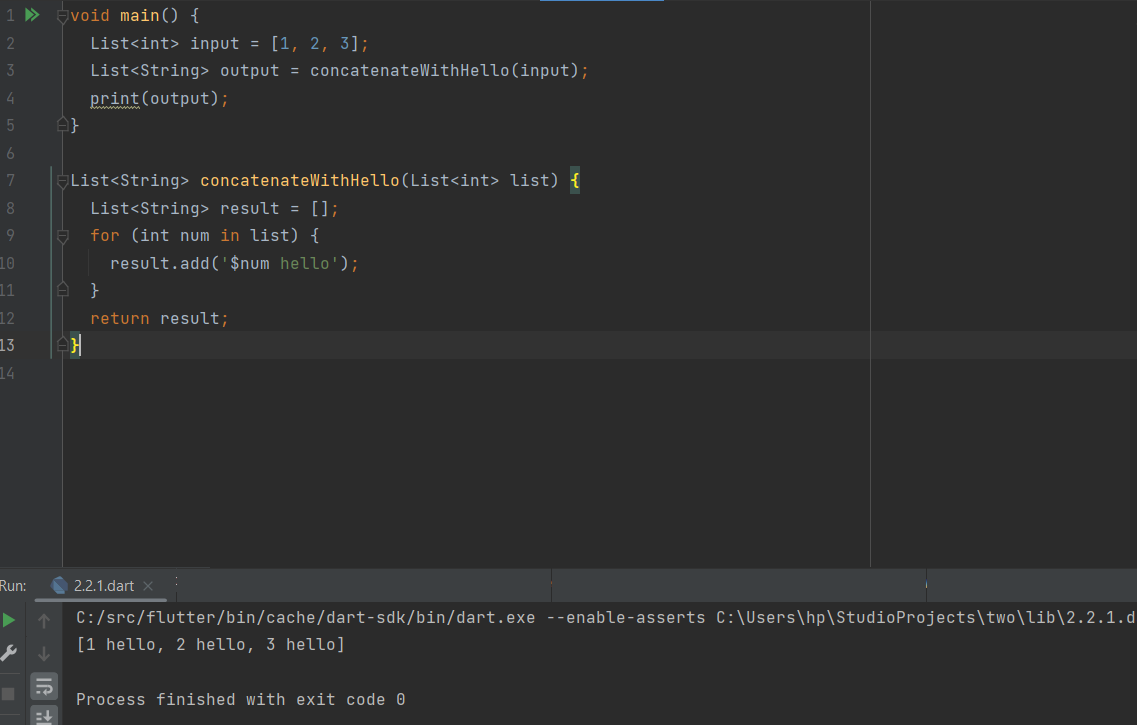 1 void main() {
2 List<int> input = [1, 2, 3];
3 List<String> output = concatenateWithHello(input);
4 print(output);
5 }
6
7 List<String> concatenateWithHello(List<int> list) {
8 List<String> result = [];
9 for (int num in list) {
10 result.add('$num hello');
11 }
12 return result;
13 }
14
Run: 2.2.1.dart
C:/src/flutter/bin/cache/dart-sdk/bin/dart.exe --enable-asserts C:\Users\hp\StudioProjects\two\lib\2.2.1.d
[1 hello, 2 hello, 3 hello]
Process finished with exit code 0